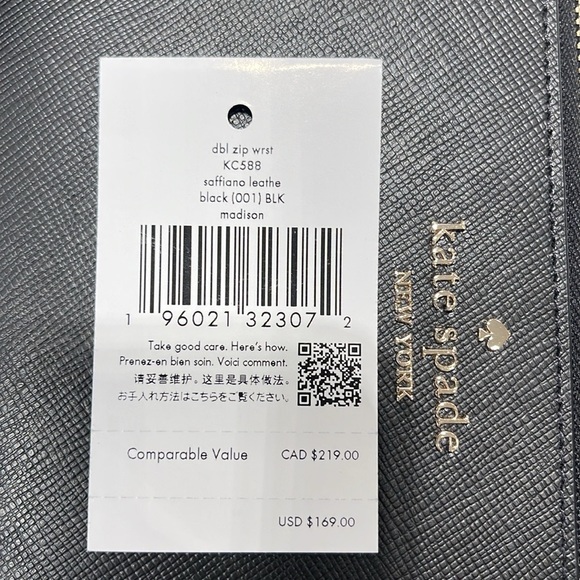 dbl zip wrst
KC588
saffiano leathe
black (001) BLK
madison
1 96021 32307 2
Take good care. Here's how.
Prenez-en bien soin. Voici comment.
请妥善维护。这里是具体做法。
お手入れ方法はこちらをご覧ください。
Comparable Value CAD $219.00
USD $169.00
kate spade
NEW YORK